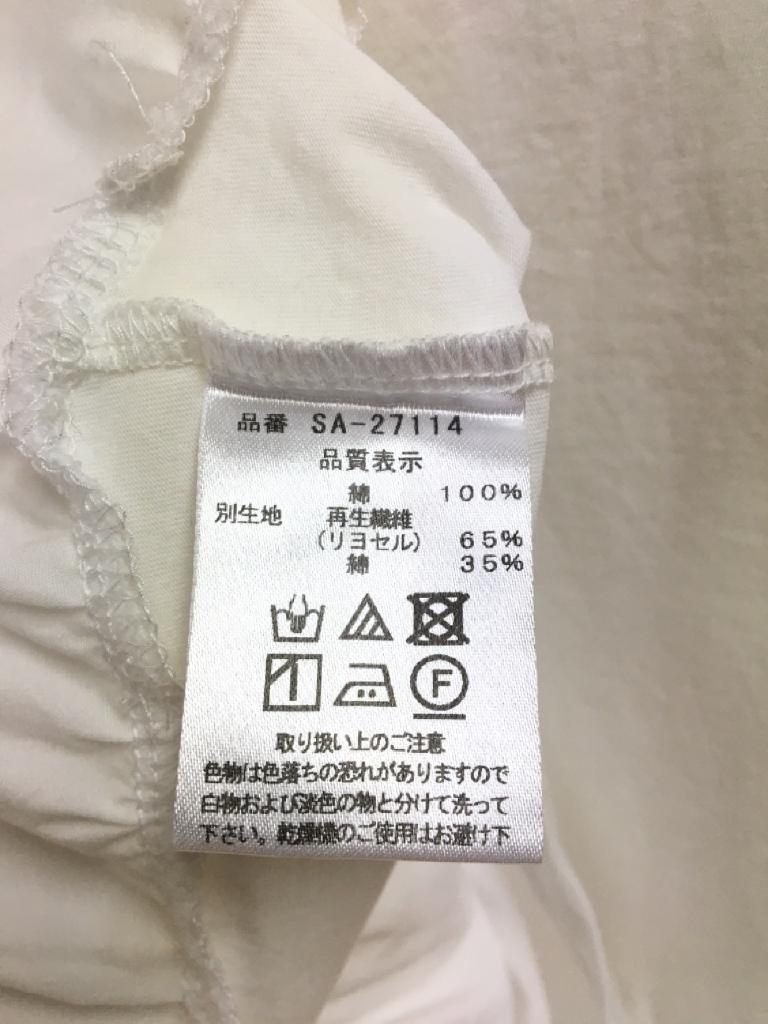 品番 SA-27114
品質表示
綿 100%
別生地 再生繊維
(リヨセル) 65%
綿 35%
F
取り扱い上のご注意
色物は色落ちの恐れがありますので
白物および淡色の物と分けて洗って
下さい。乾燥機のご使用はお避け下